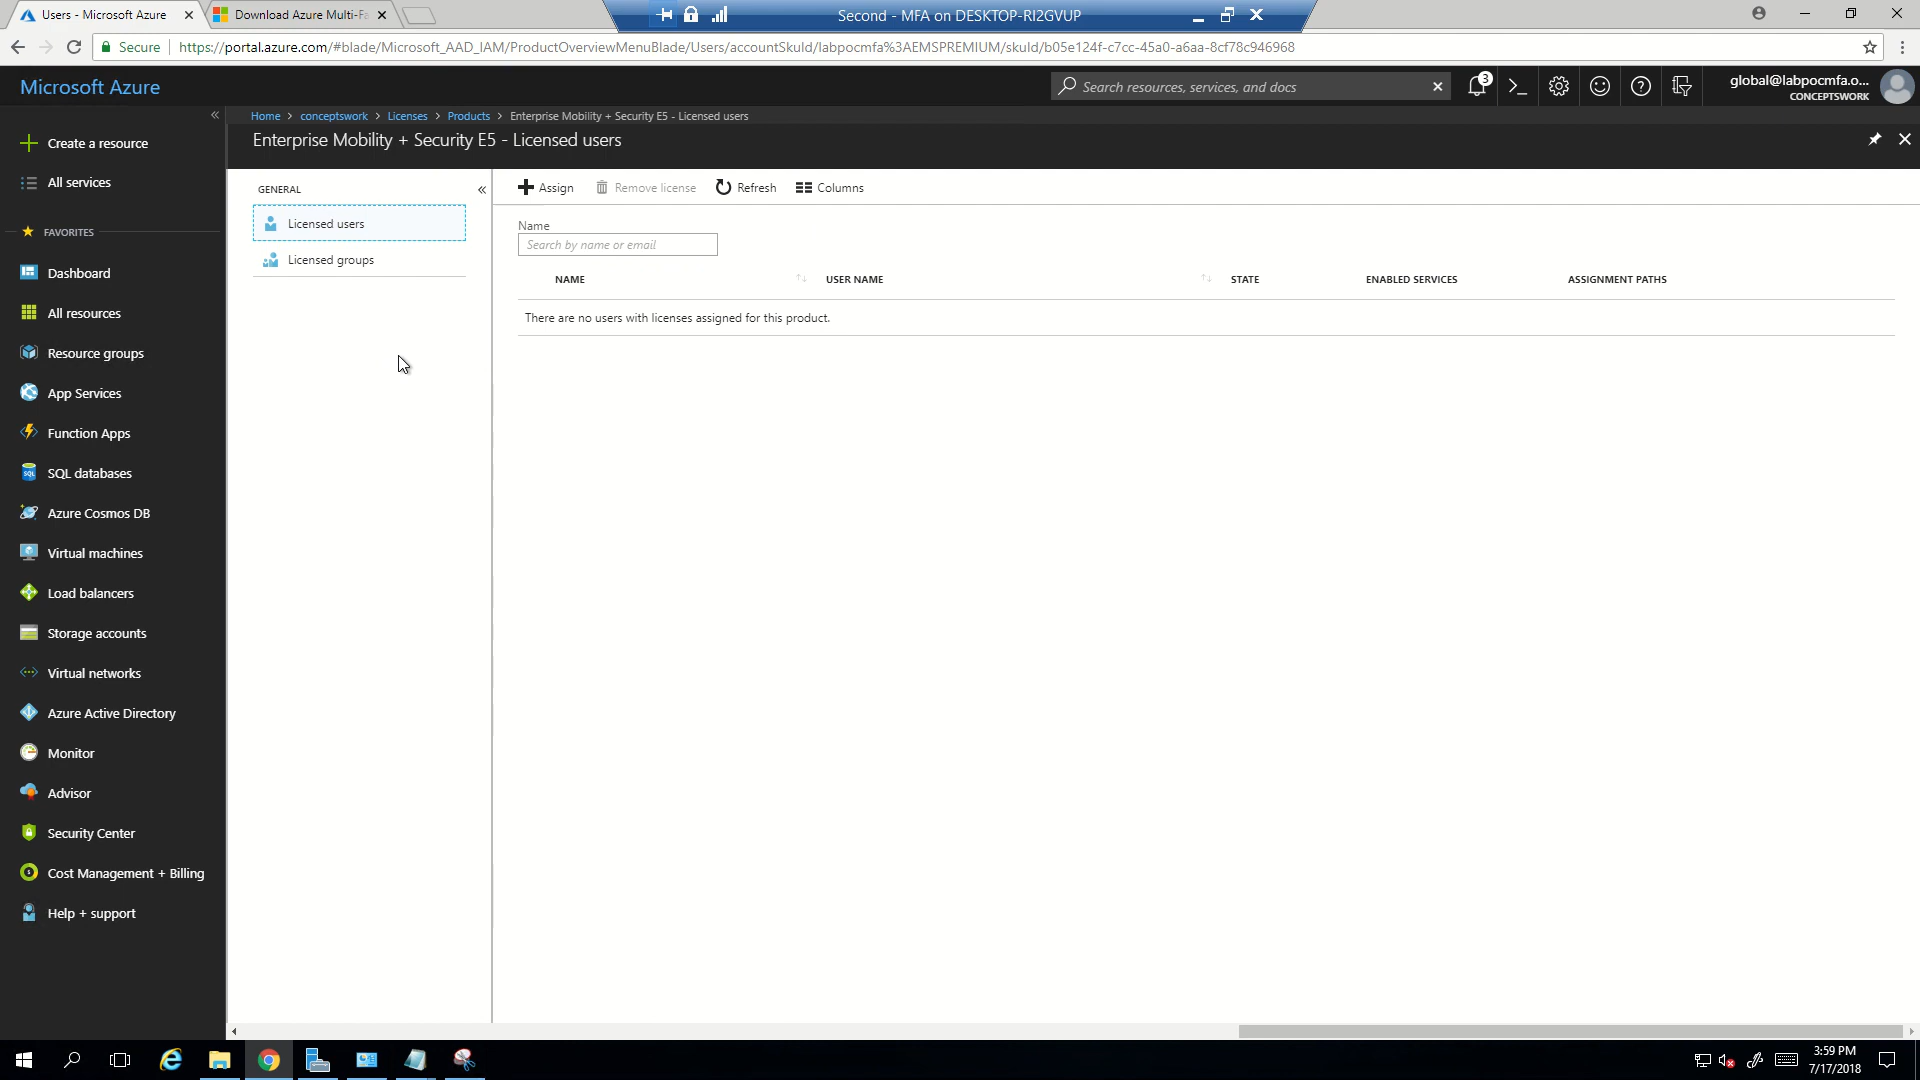 Users - Microsoft Azure
Download Azure Multi-Fa
Second - MFA on DESKTOP-RI2GVUP
Secure
https://portal.azure.com/#blade/Microsoft_AAD_IAM/ProductOverviewMenuBlade/Users/accountSkuId/labpocmfa%3AEMSPREMIUM/skuId/b05e124f-c7cc-45a0-a6aa-8cf78c946968
Microsoft Azure
Search resources, services, and docs
3
global@labpocmfa.o...
CONCEPTSWORK
Home > conceptswork > Licenses > Products > Enterprise Mobility + Security E5 - Licensed users
Enterprise Mobility + Security E5 - Licensed users
Create a resource
All services
FAVORITES
Dashboard
All resources
Resource groups
App Services
Function Apps
SQL databases
Azure Cosmos DB
Virtual machines
Load balancers
Storage accounts
Virtual networks
Azure Active Directory
Monitor
Advisor
Security Center
Cost Management + Billing
Help + support
GENERAL
Licensed users
Licensed groups
Assign
Remove license
Refresh
Columns
Name
Search by name or email
NAME
USER NAME
STATE
ENABLED SERVICES
ASSIGNMENT PATHS
There are no users with licenses assigned for this product.
3:59 PM
7/17/2018